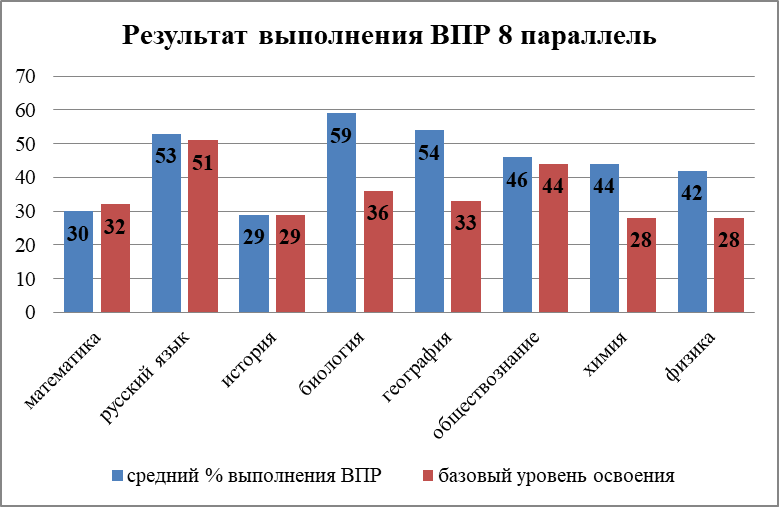 Результат выполнения ВПР 8 параллель
70
60
50
40
30
20
10
0
30 32 53 51 29 29 59 36 54 33 46 44 44 28 42 28
математика
русский язык
история
биология
география
обществознание
химия
физика
средний % выполнения ВПР базовый уровень освоения